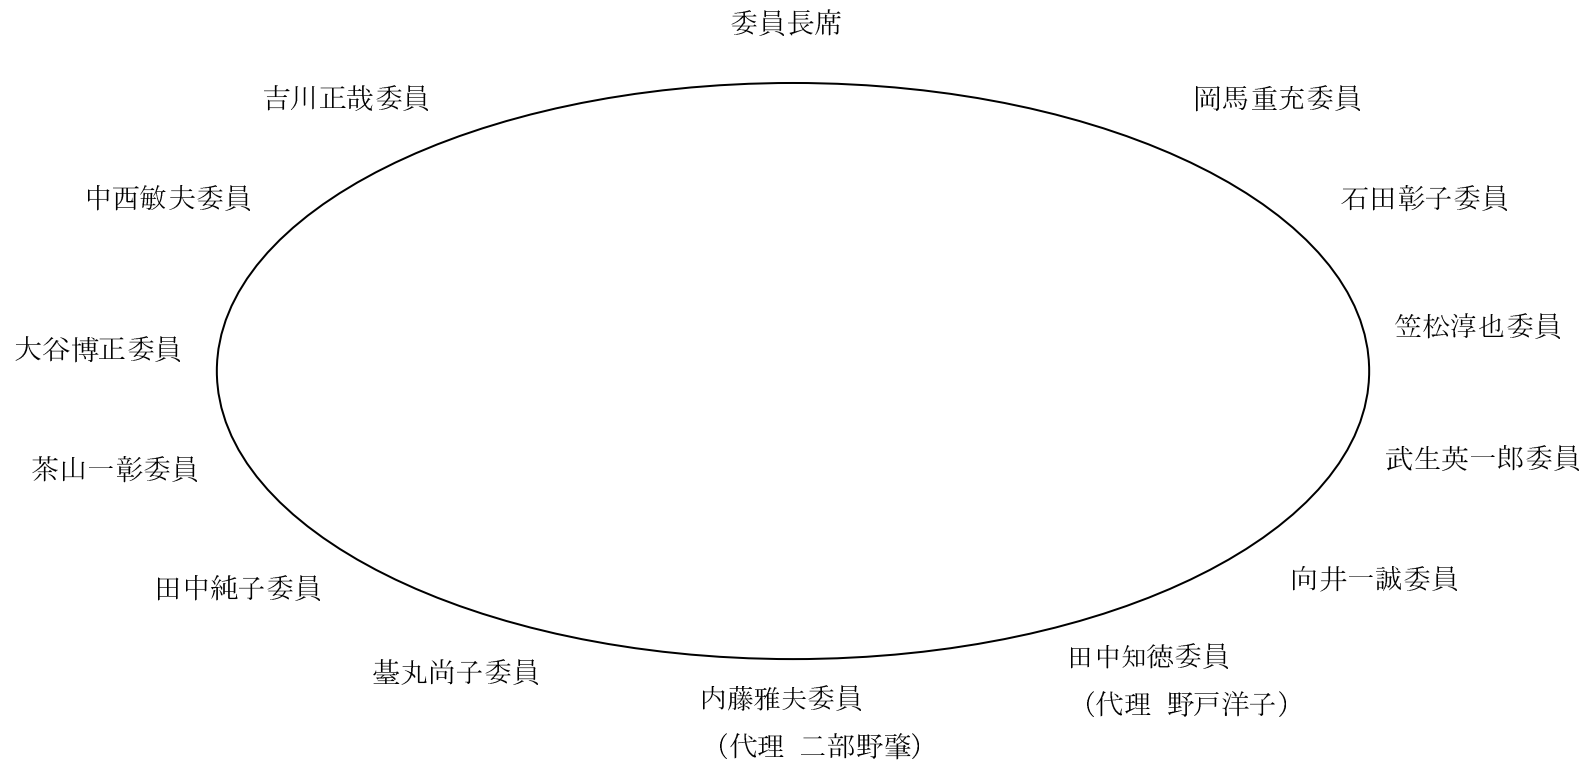 委員長席
吉川正哉委員
岡馬重充委員
中西敏夫委員
石田彰子委員
笠松淳也委員
大谷博正委員
武生英一郎委員
茶山一彰委員
向井一誠委員
田中純子委員
田中知徳委員
臺丸尚子委員
内藤雅夫委員
（代理 野戸洋子）
（代理 二部野肇）